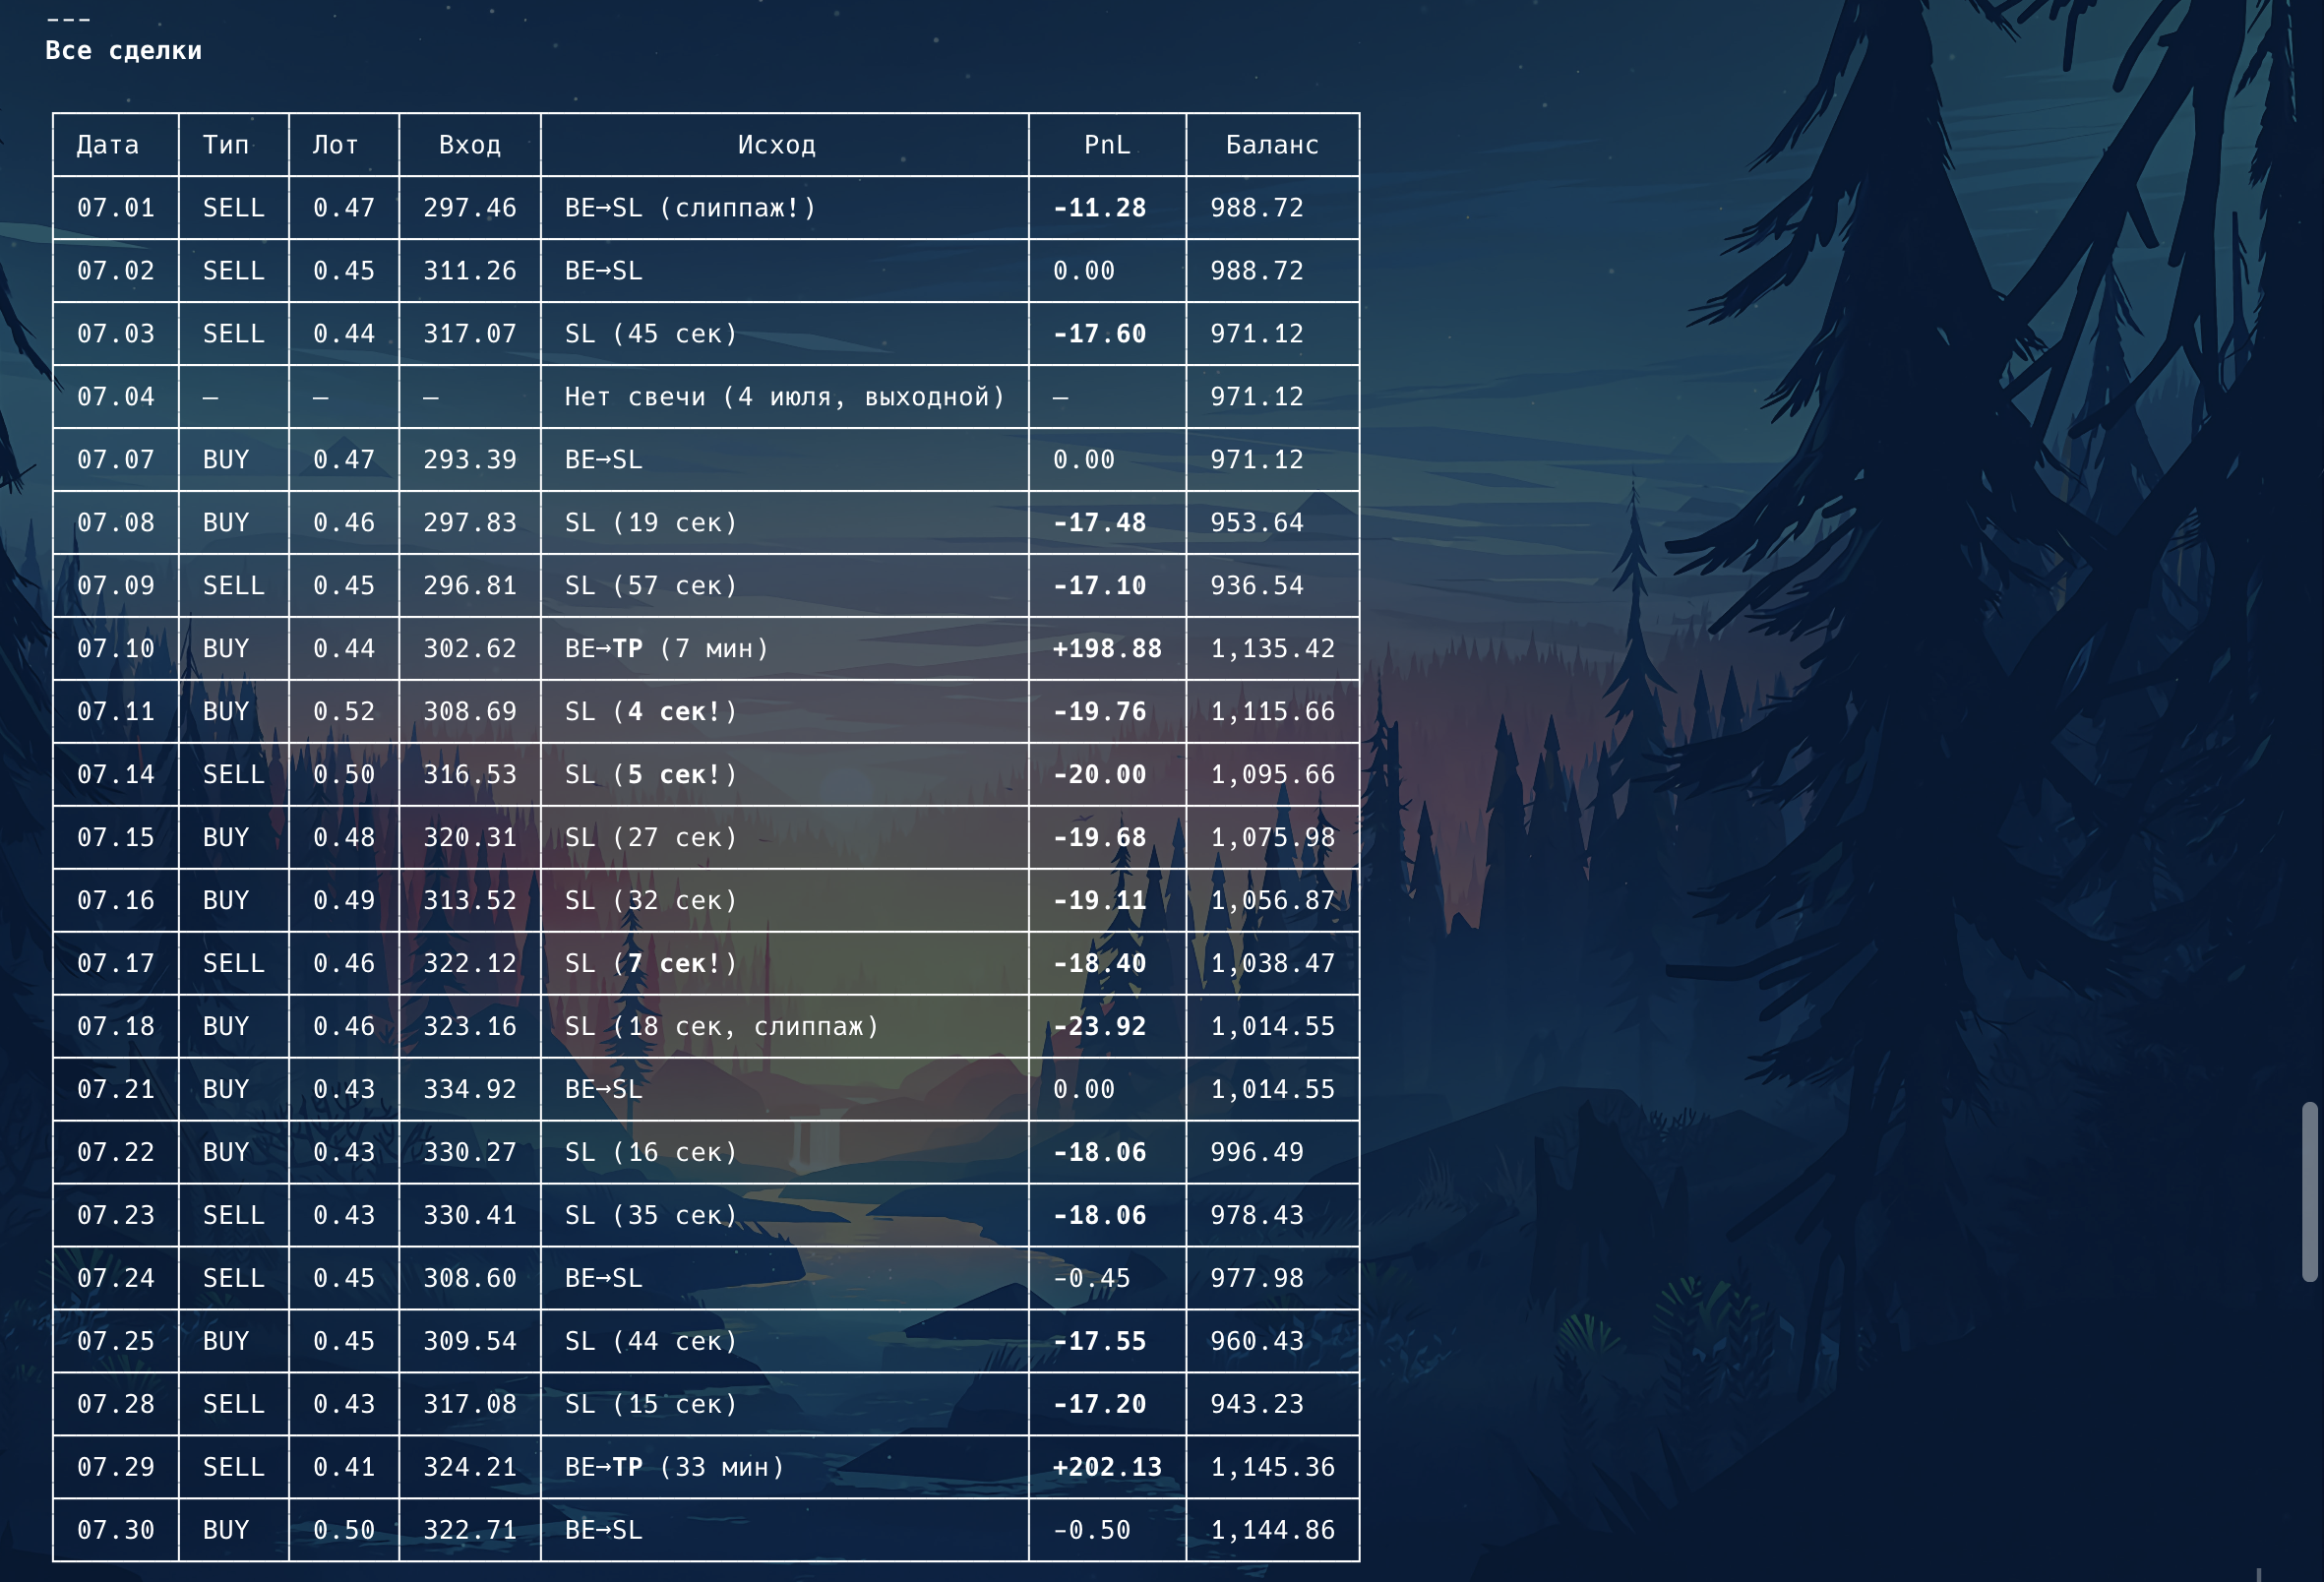 ---
Все сделки
Дата Тип Лот Вход Исход PnL Баланс
07.01 SELL 0.47 297.46 BE→SL (слиппаж!) -11.28 988.72
07.02 SELL 0.45 311.26 BE→SL 0.00 988.72
07.03 SELL 0.44 317.07 SL (45 сек) -17.60 971.12
07.04 — — — Нет свечи (4 июля, выходной) — 971.12
07.07 BUY 0.47 293.39 BE→SL 0.00 971.12
07.08 BUY 0.46 297.83 SL (19 сек) -17.48 953.64
07.09 SELL 0.45 296.81 SL (57 сек) -17.10 936.54
07.10 BUY 0.44 302.62 BE→TP (7 мин) +198.88 1,135.42
07.11 BUY 0.52 308.69 SL (4 сек!) -19.76 1,115.66
07.14 SELL 0.50 316.53 SL (5 сек!) -20.00 1,095.66
07.15 BUY 0.48 320.31 SL (27 сек) -19.68 1,075.98
07.16 BUY 0.49 313.52 SL (32 сек) -19.11 1,056.87
07.17 SELL 0.46 322.12 SL (7 сек!) -18.40 1,038.47
07.18 BUY 0.46 323.16 SL (18 сек, слиппаж) -23.92 1,014.55
07.21 BUY 0.43 334.92 BE→SL 0.00 1,014.55
07.22 BUY 0.43 330.27 SL (16 сек) -18.06 996.49
07.23 SELL 0.43 330.41 SL (35 сек) -18.06 978.43
07.24 SELL 0.45 308.60 BE→SL -0.45 977.98
07.25 BUY 0.45 309.54 SL (44 сек) -17.55 960.43
07.28 SELL 0.43 317.08 SL (15 сек) -17.20 943.23
07.29 SELL 0.41 324.21 BE→TP (33 мин) +202.13 1,145.36
07.30 BUY 0.50 322.71 BE→SL -0.50 1,144.86